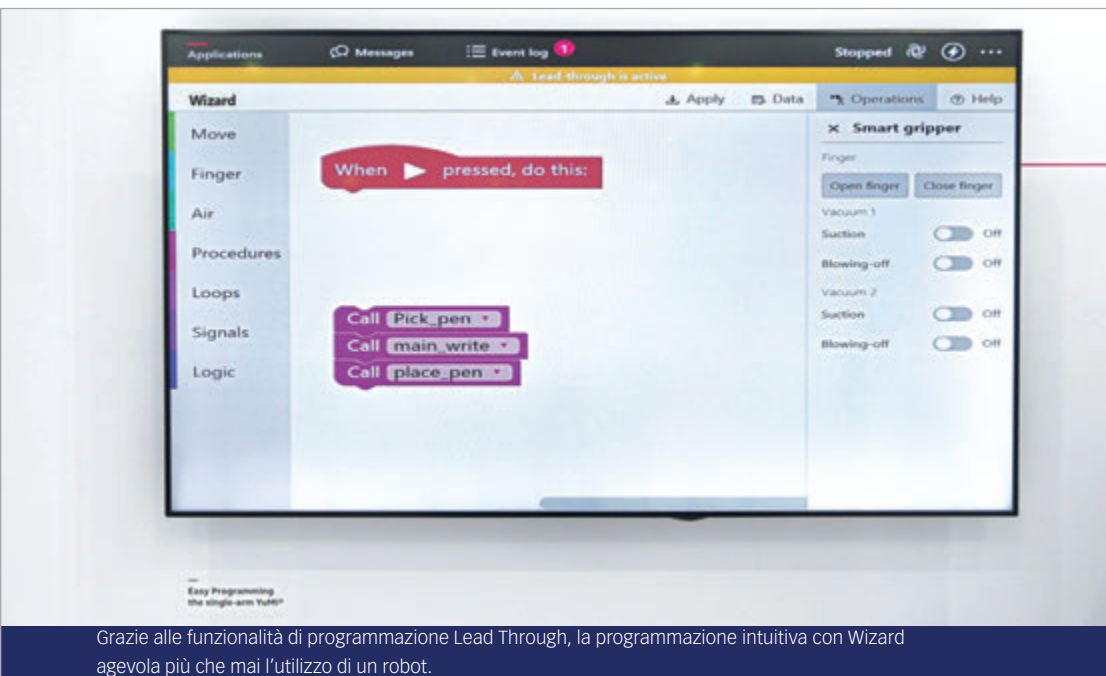 Applications
Messages
Event log 1
Stopped
Lead-through is active
Wizard
Apply
Data
Operations
Help
Move
Finger
Air
Procedures
Loops
Signals
Logic
When pressed, do this:
Call Pick_pen
Call main_write
Call place_pen
Smart gripper
Finger
Open finger
Close finger
Vacuum 1
Suction Off
Blowing-off Off
Vacuum 2
Suction Off
Blowing-off Off
Easy Programming
the single-arm YuMi®
Grazie alle funzionalità di programmazione Lead Through, la programmazione intuitiva con Wizard
agevola più che mai l'utilizzo di un robot.